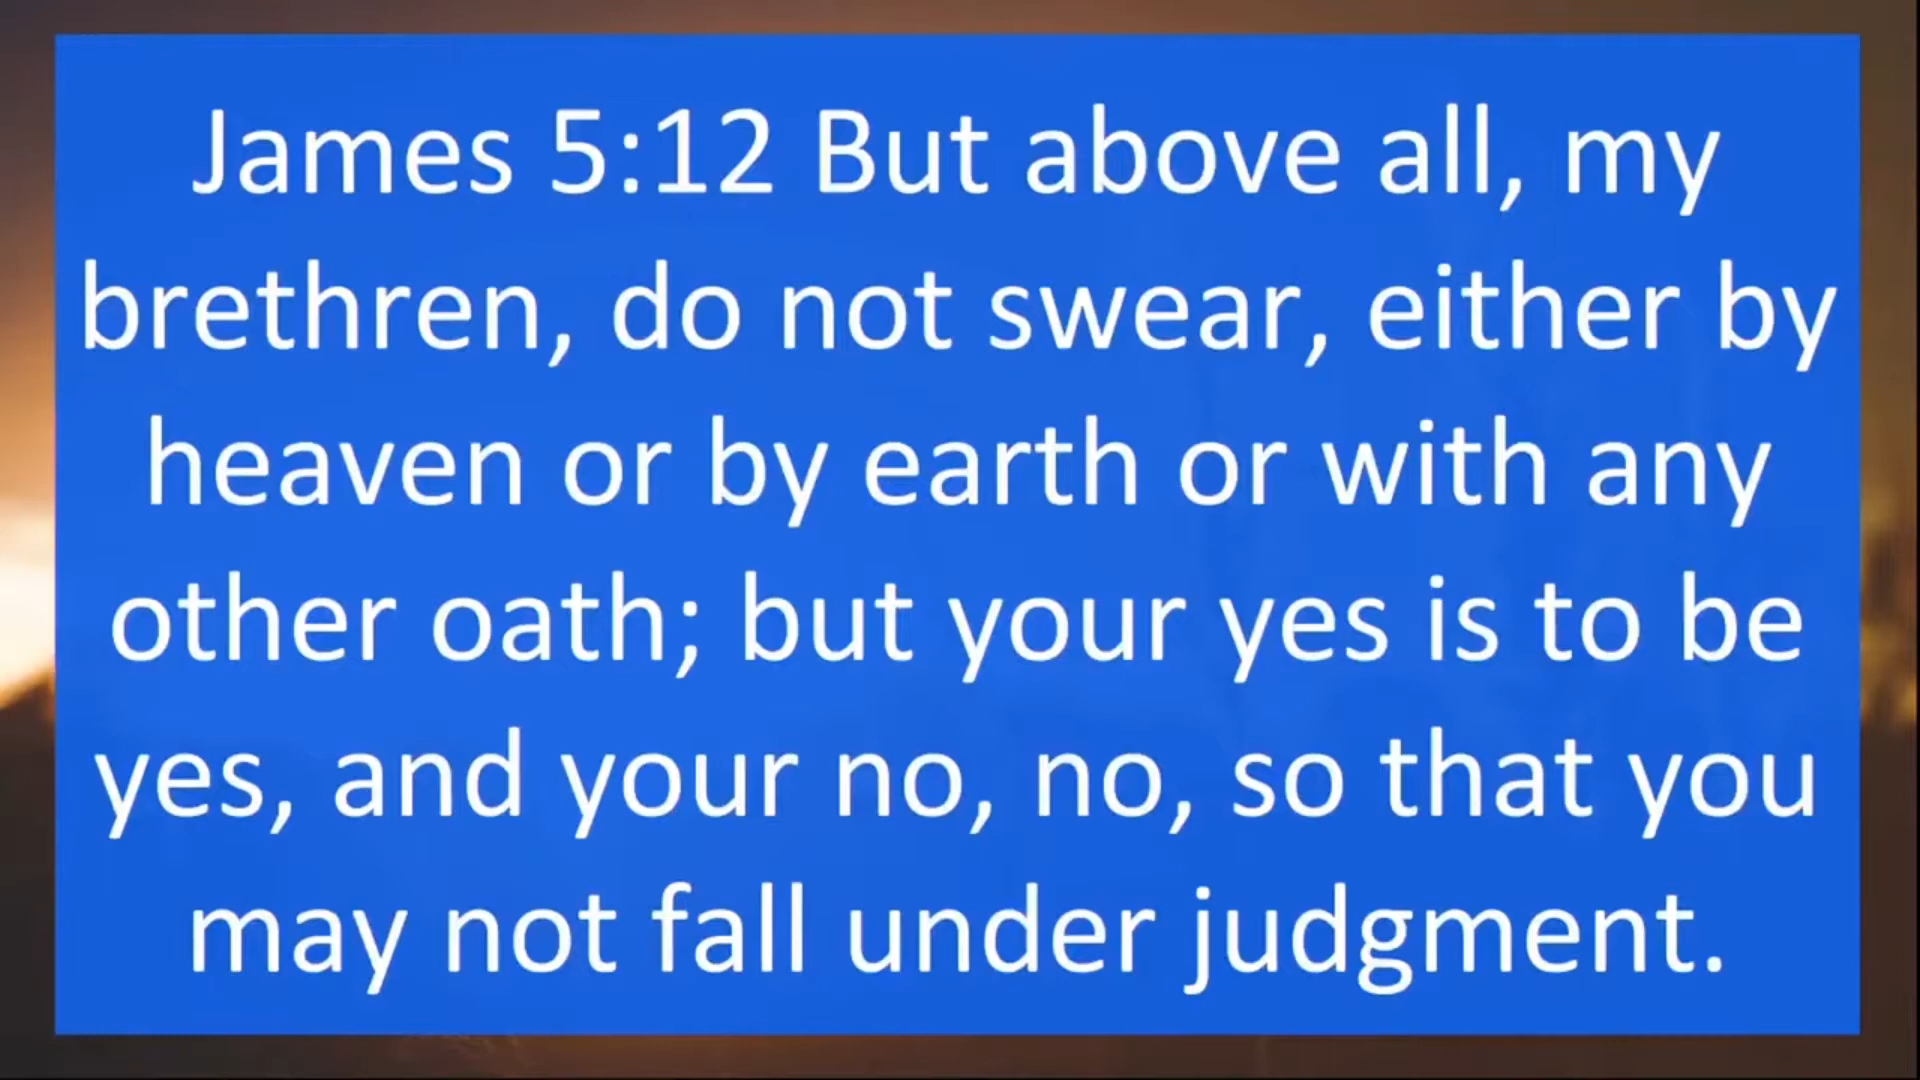 James 5:12 But above all, my
brethren, do not swear, either by
heaven or by earth or with any
other oath; but your yes is to be
yes, and your no, no, so that you
may not fall under judgment.